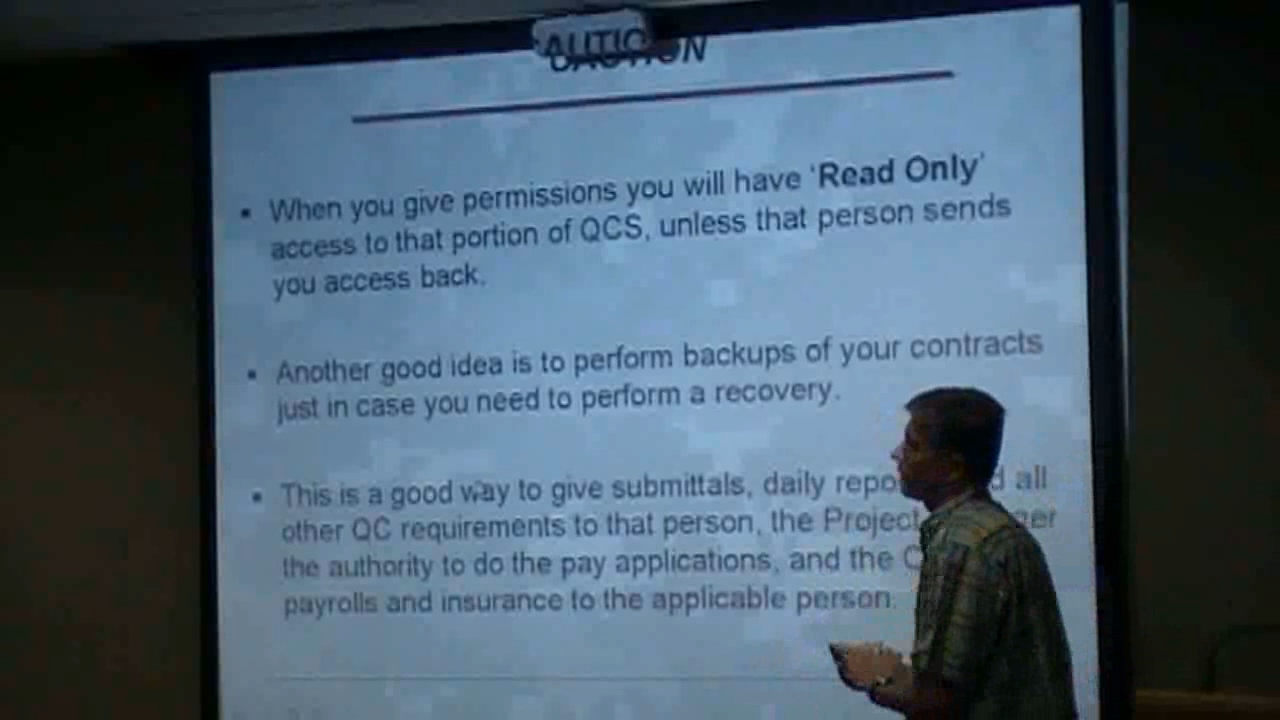 CAUTION
When you give permissions you will have ‘Read Only’
access to that portion of QCS, unless that person sends
you access back.
Another good idea is to perform backups of your contracts
just in case you need to perform a recovery.
This is a good way to give submittals, daily all
other QC requirements to that person, the Project
the authority to do the pay applications, and the
payrolls and insurance to the applicable person.